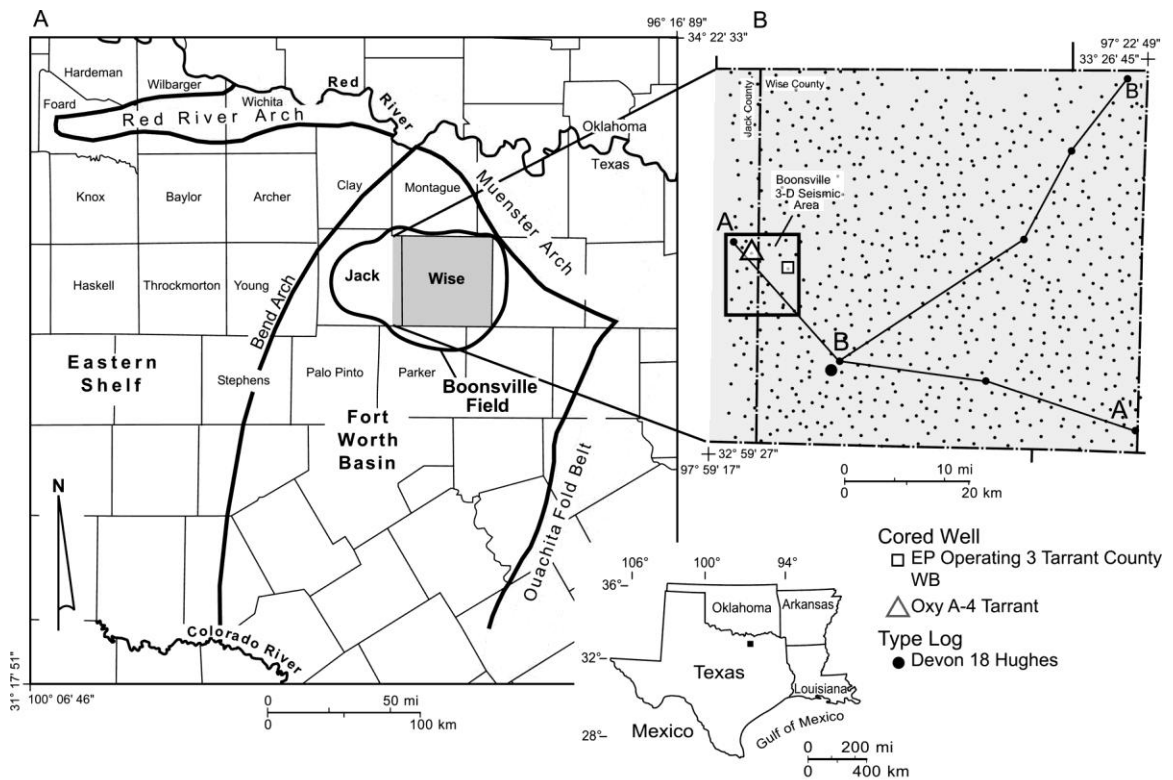 A
96° 16 89"
34° 22' 33"
Hardeman
Wilbarger
Foard
Wichita
Red
River
Red River Arch
Oklahoma
Texas
Knox
Baylor
Archer
Clay
Montague
Muenster Arch
Haskell
Throckmorton
Young
Jack
Wise
Bend Arch
Eastern
Shelf
Stephens
Palo Pinto
Parker
Boonsville
Field
Fort
Worth
Basin
Ouachita Fold Belt
N
Colorado River
31° 17' 51"
100° 06' 46"
0 50 mi
0 100 km
B
97° 22' 49"
33° 26' 45"
Jack County
Wise County
B'
Boonsville
3-D Seismic
Area
A
B
A'
32° 59' 27"
97° 59' 17"
0 10 mi
0 20 km
Cored Well
EP Operating 3 Tarrant County
WB
Oxy A-4 Tarrant
Type Log
Devon 18 Hughes
106° 100° 94°
36°
Oklahoma
Arkansas
32°
Texas
Louisiana
Mexico
Gulf of Mexico
28°
0 200 mi
0 400 km